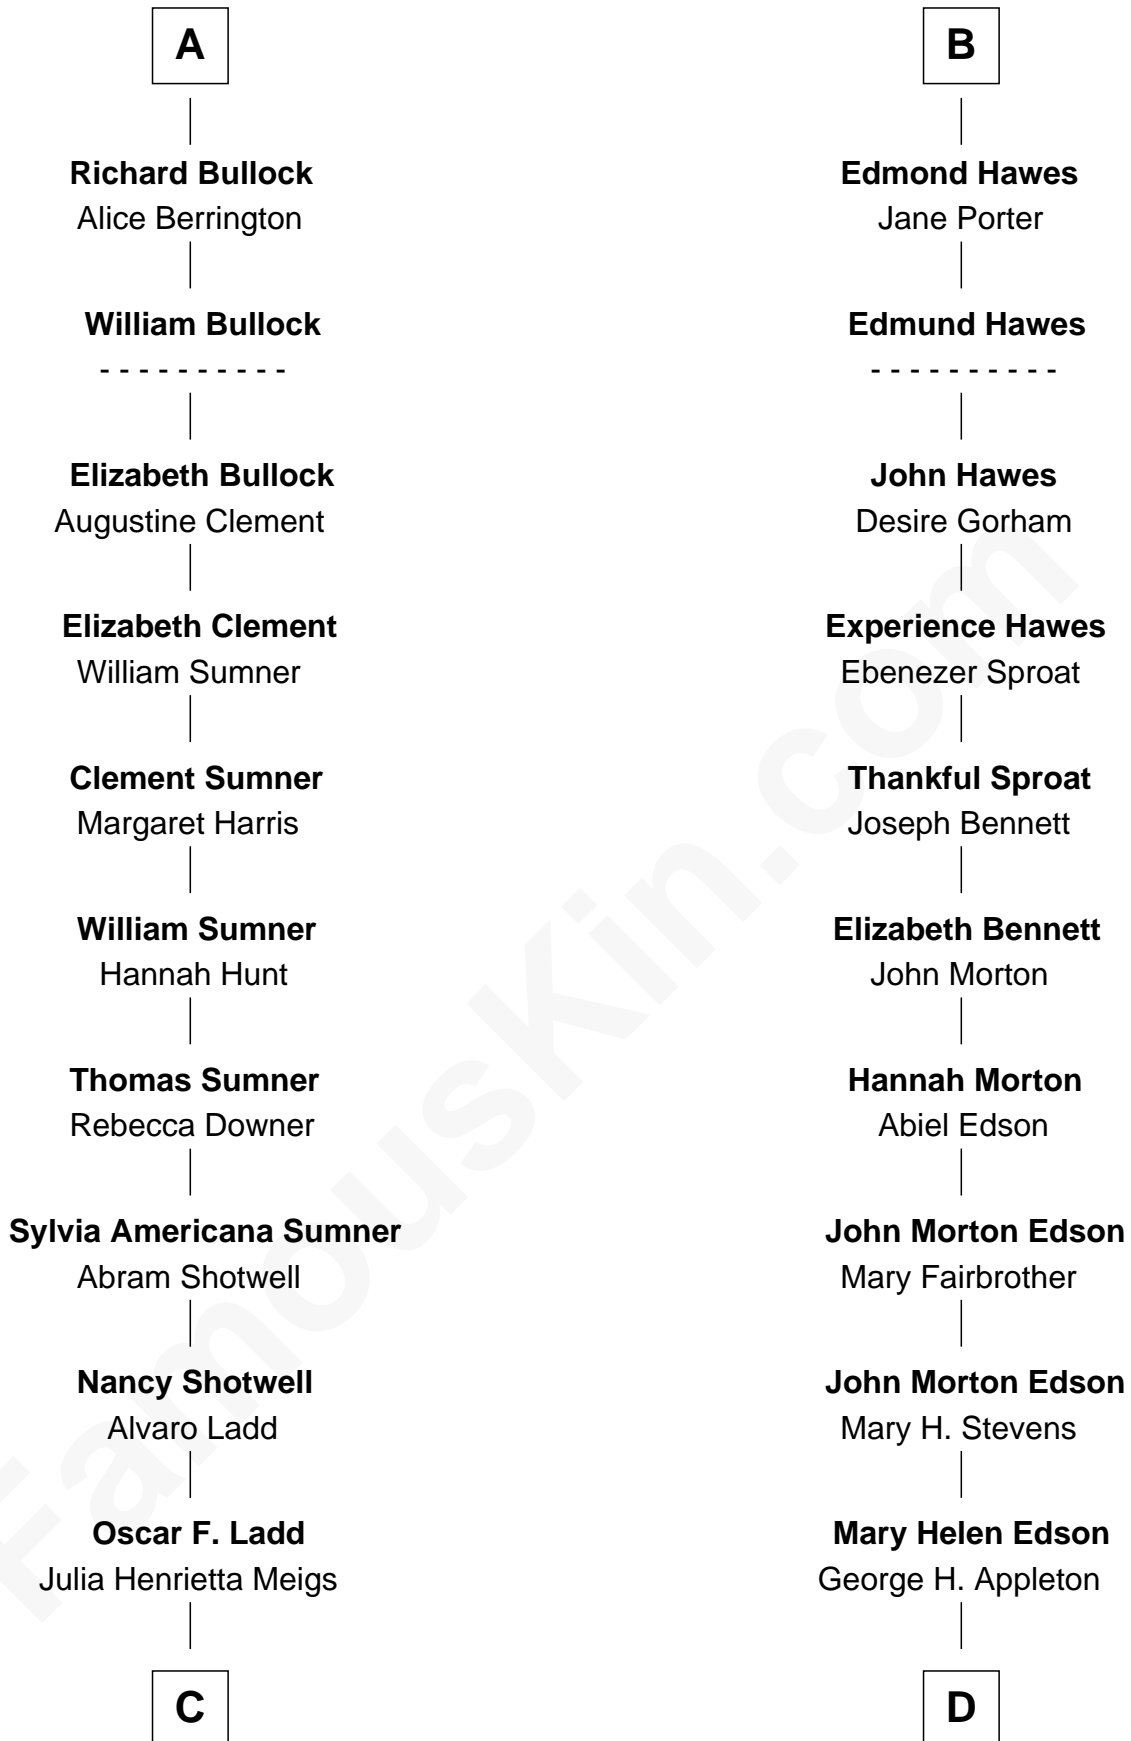 A
Richard Bullock
Alice Berrington
William Bullock
- - - - - - - - - -
Elizabeth Bullock
Augustine Clement
Elizabeth Clement
William Sumner
Clement Sumner
Margaret Harris
William Sumner
Hannah Hunt
Thomas Sumner
Rebecca Downer
Sylvia Americana Sumner
Abram Shotwell
Nancy Shotwell
Alvaro Ladd
Oscar F. Ladd
Julia Henrietta Meigs
C
B
Edmond Hawes
Jane Porter
Edmund Hawes
- - - - - - - - - -
John Hawes
Desire Gorham
Experience Hawes
Ebenezer Sproat
Thankful Sproat
Joseph Bennett
Elizabeth Bennett
John Morton
Hannah Morton
Abiel Edson
John Morton Edson
Mary Fairbrother
John Morton Edson
Mary H. Stevens
Mary Helen Edson
George H. Appleton
D
FamousKin.com